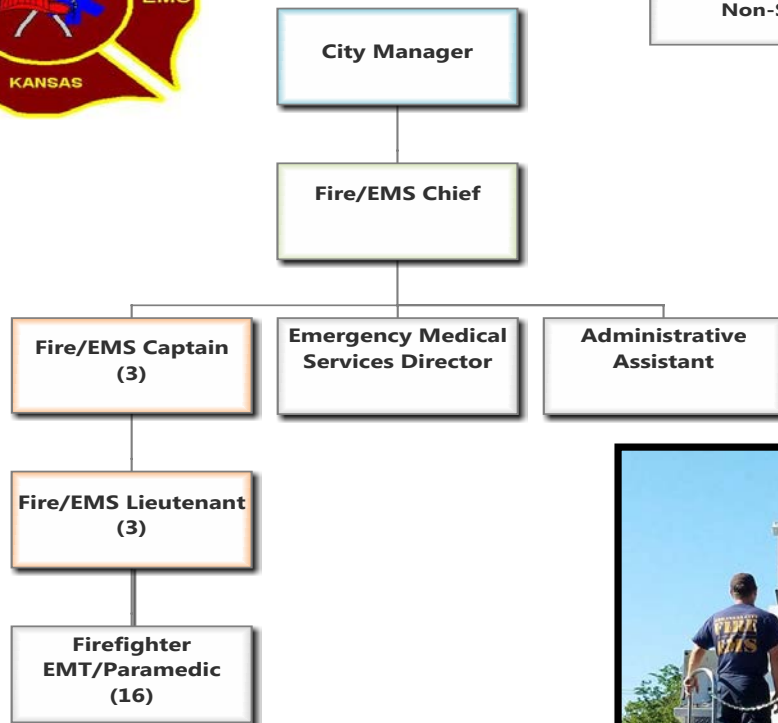 EMS
KANSAS
Non-S
City Manager
Fire/EMS Chief
Fire/EMS Captain
(3)
Emergency Medical
Services Director
Administrative
Assistant
Fire/EMS Lieutenant
(3)
Firefighter
EMT/Paramedic
(16)
FIRE
EMS